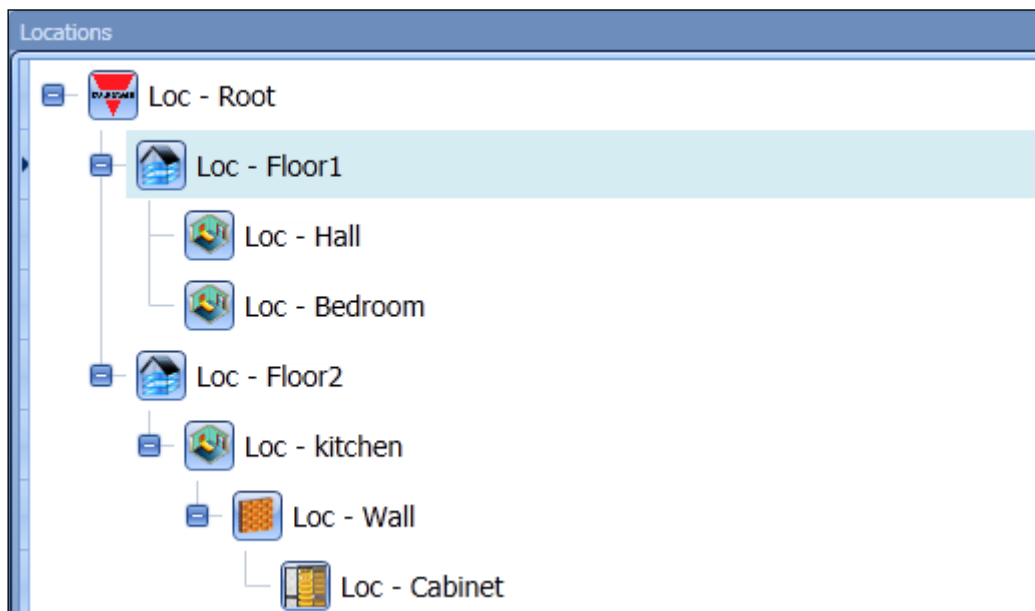 Locations
Loc - Root
Loc - Floor1
Loc - Hall
Loc - Bedroom
Loc - Floor2
Loc - kitchen
Loc - Wall
Loc - Cabinet